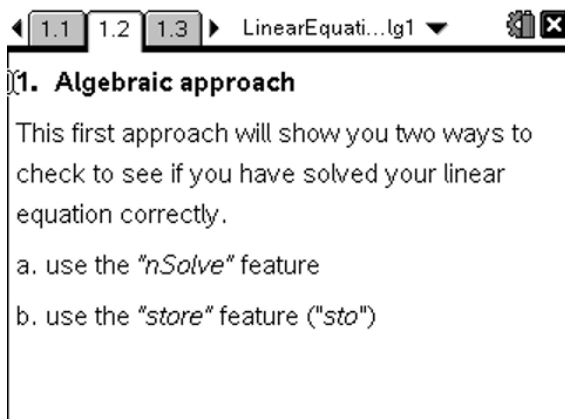 1.1 1.2 1.3 LinearEquati...lg1
1. Algebraic approach
This first approach will show you two ways to
check to see if you have solved your linear
equation correctly.
a. use the "nSolve" feature
b. use the "store" feature ("sto")